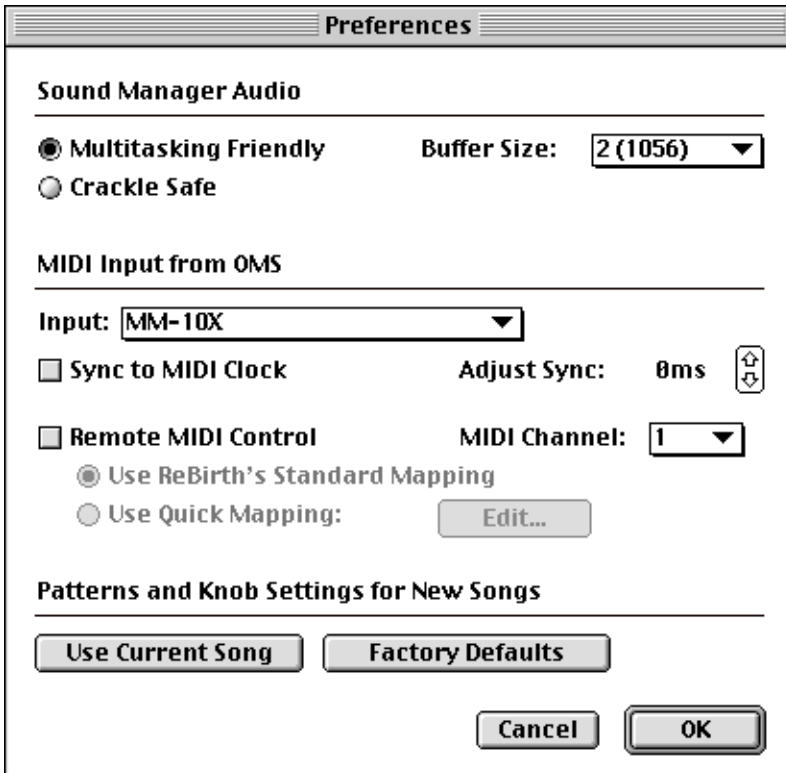 Preferences
Sound Manager Audio
Multitasking Friendly Buffer Size: 2 (1056)
Crackle Safe
MIDI Input from OMS
Input: MM-10X
Sync to MIDI Clock Adjust Sync: 0ms
Remote MIDI Control MIDI Channel: 1
Use ReBirth's Standard Mapping
Use Quick Mapping: Edit...
Patterns and Knob Settings for New Songs
Use Current Song Factory Defaults
Cancel OK